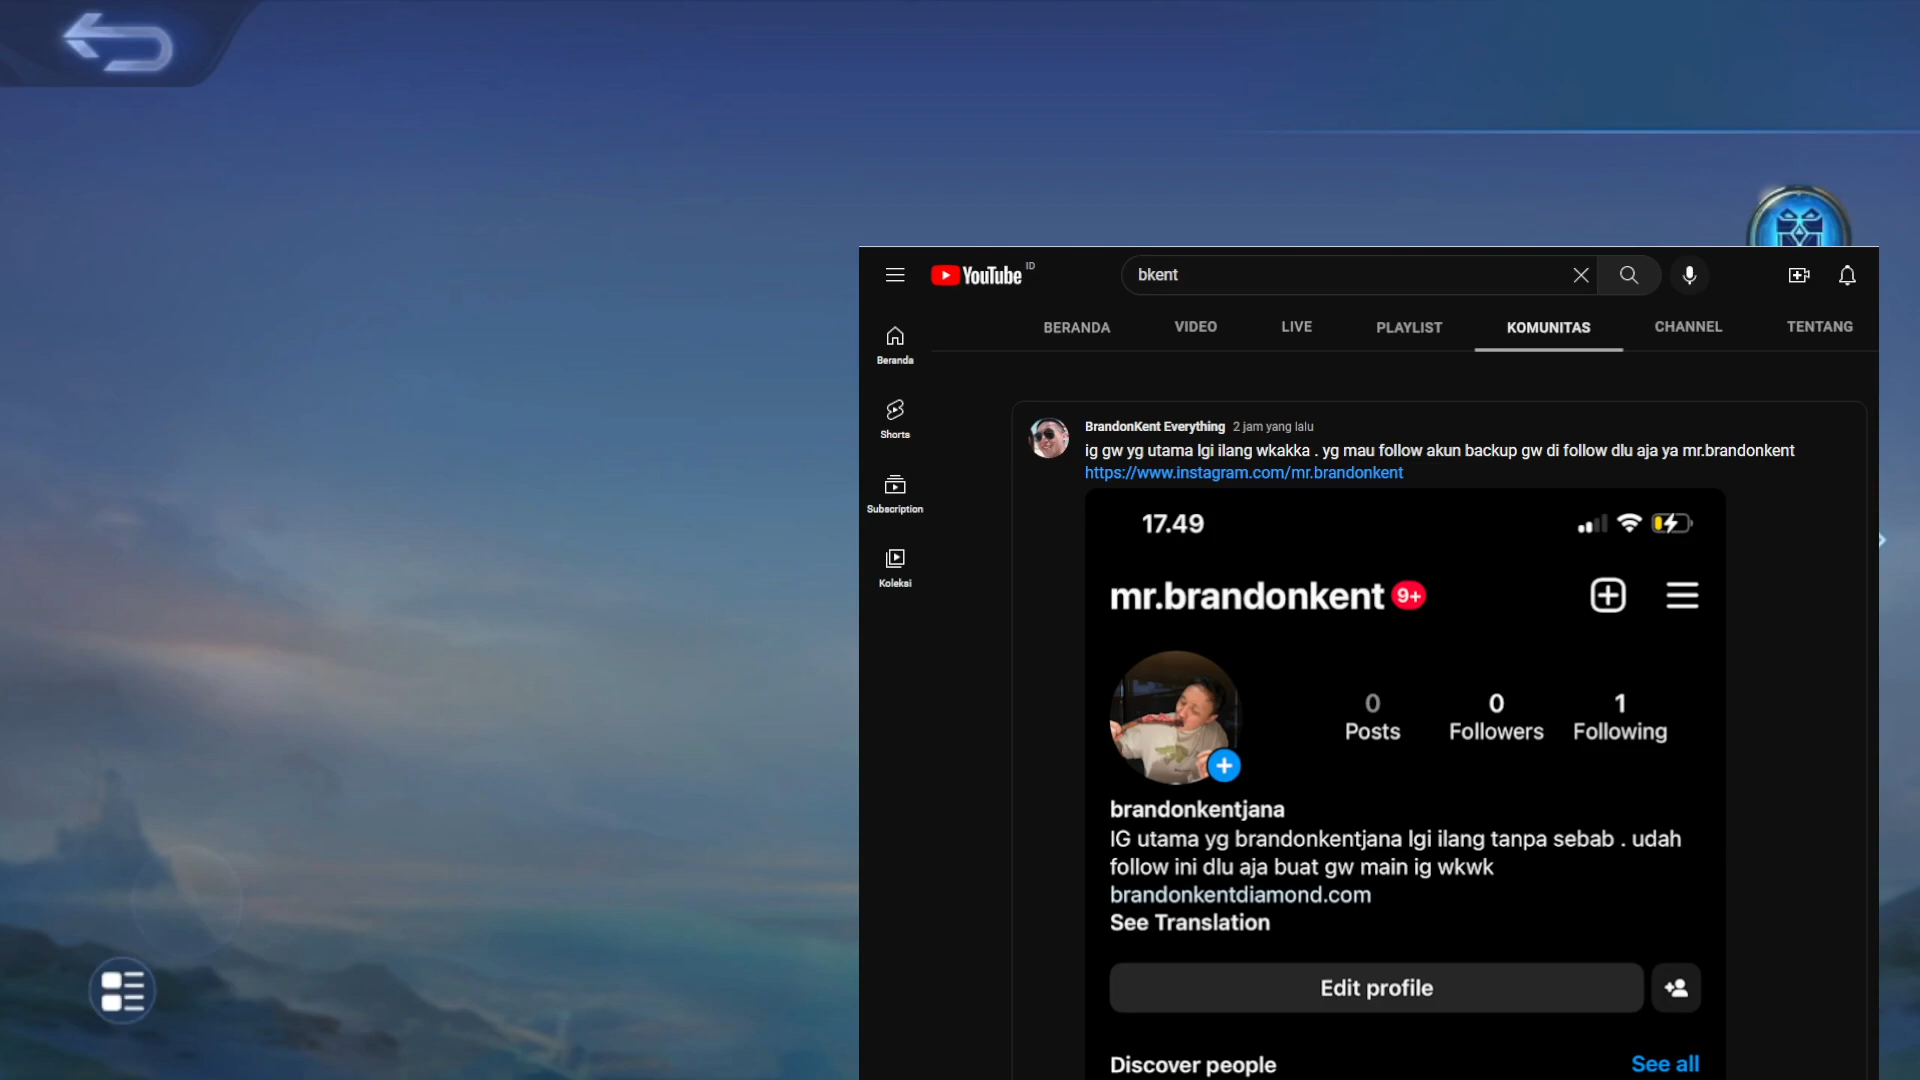 YouTube ID
bkent
BERANDA VIDEO LIVE PLAYLIST KOMUNITAS CHANNEL TENTANG
Beranda
Shorts
Subscription
Koleksi
BrandonKent Everything 2 jam yang lalu
ig gw yg utama lgi ilang wkakka . yg mau follow akun backup gw di follow dlu aja ya mr.brandonkent
https://www.instagram.com/mr.brandonkent
17.49
mr.brandonkent 9+
0 0 1
Posts Followers Following
brandonkentjana
IG utama yg brandonkentjana lgi ilang tanpa sebab . udah
follow ini dlu aja buat gw main ig wkwk
brandonkentdiamond.com
See Translation
Edit profile
Discover people See all